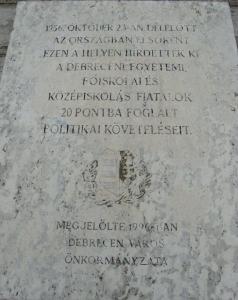 1956. OKTÓBER 23-ÁN DÉLELŐTT
AZ ORSZÁGBAN ELSŐKÉNT
EZEN A HELYEN HIRDETTÉK KI
A DEBRECENI EGYETEMI,
FŐISKOLAI ÉS
KÖZÉPISKOLÁS FIATALOK
20 PONTBA FOGLALT
POLITIKAI KÖVETELÉSEIT.
MEGJELÖLTE 1996-BAN
DEBRECEN VÁROS
ÖNKORMÁNYZATA